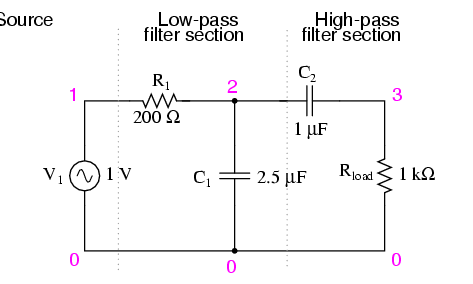 Source
Low-pass
filter section
High-pass
filter section
1
R1
200 Ω
2
C2
1 μF
3
V1
1 V
C1
2.5 μF
Rload
1 kΩ
0
0
0